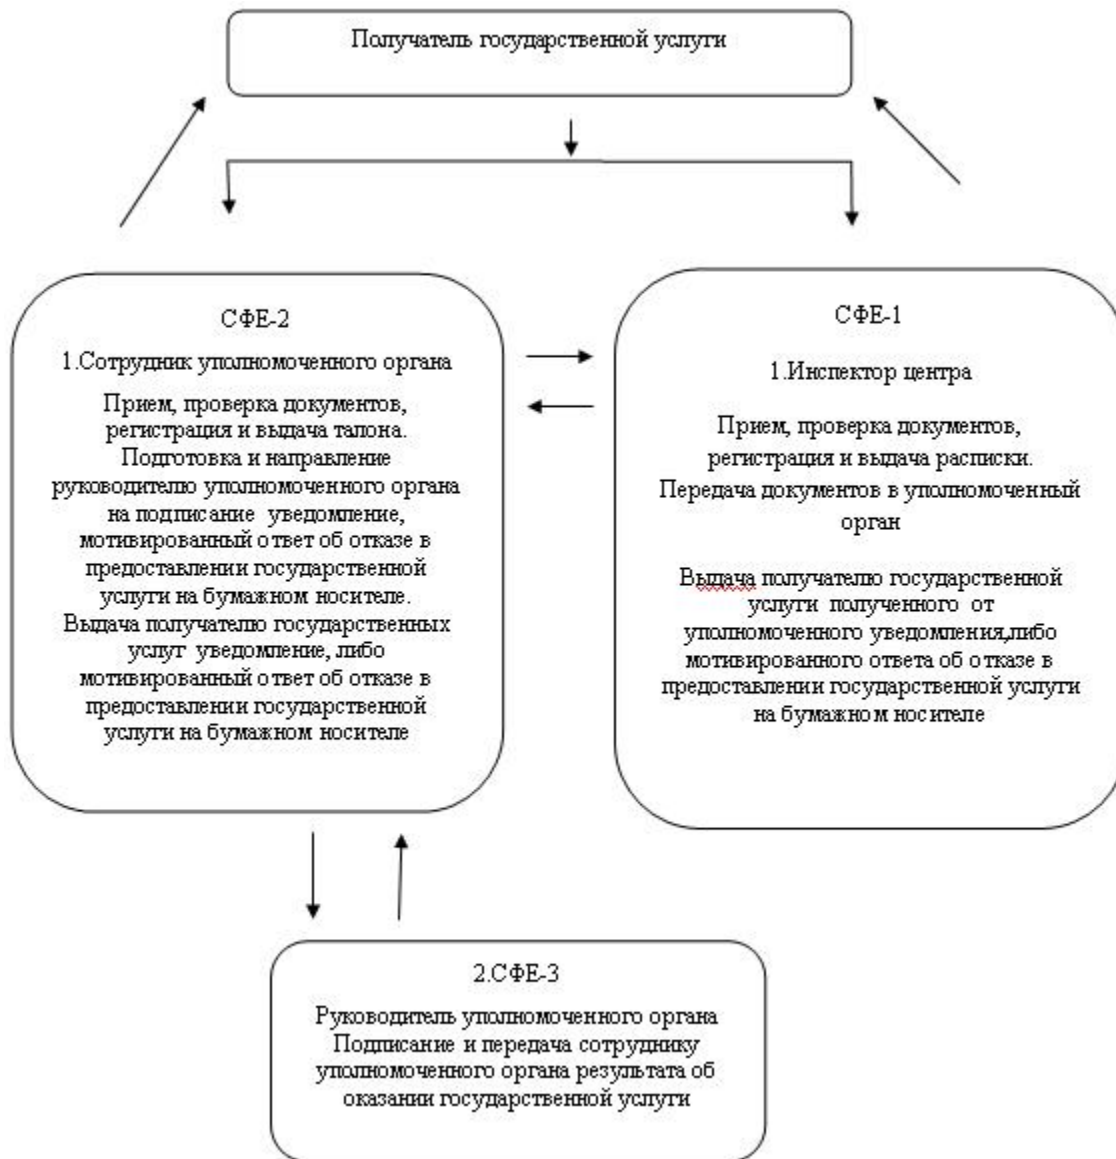 Получатель государственной услуги
СФЕ-2
1.Сотрудник уполномоченного органа
Прием, проверка документов,
регистрация и выдача талона.
Подготовка и направление
руководителю уполномоченного органа
на подписание уведомление,
мотивированный ответ об отказе в
предоставлении государственной
услуги на бумажном носителе.
Выдача получателю государственных
услуг уведомление, либо
мотивированный ответ об отказе в
предоставлении государственной
услуги на бумажном носителе
СФЕ-1
1.Инспектор центра
Прием, проверка документов,
регистрация и выдача расписки.
Передача документов в уполномоченный
орган
Выдача получателю государственной
услуги полученного от
уполномоченного уведомления,либо
мотивированного ответа об отказе в
предоставлении государственной услуги
на бумажном носителе
2.СФЕ-3
Руководитель уполномоченного органа
Подписание и передача сотруднику
уполномоченного органа результата об
оказании государственной услуги